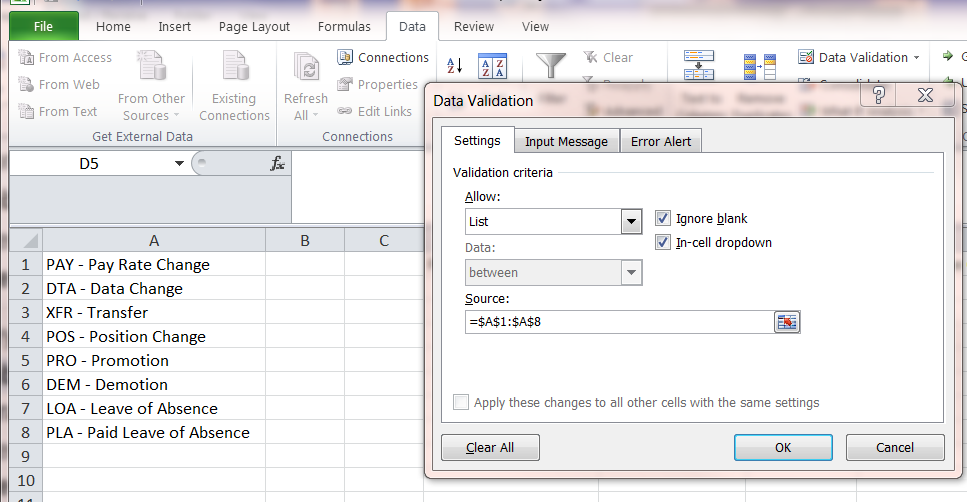 File Home Insert Page Layout Formulas Data Review View
From Access
From Web
From Text
From Other
Sources
Existing
Connections
Get External Data
Refresh
All
Connections
Properties
Edit Links
Connections
A
Z
A Z
Z A
Clear
Data Validation
D5
fx
A B C
1 PAY - Pay Rate Change
2 DTA - Data Change
3 XFR - Transfer
4 POS - Position Change
5 PRO - Promotion
6 DEM - Demotion
7 LOA - Leave of Absence
8 PLA - Paid Leave of Absence
9
10
11
Data Validation
?
Settings Input Message Error Alert
Validation criteria
Allow:
List
Ignore blank
In-cell dropdown
Data:
between
Source:
=$A$1:$A$8
Apply these changes to all other cells with the same settings
Clear All OK Cancel